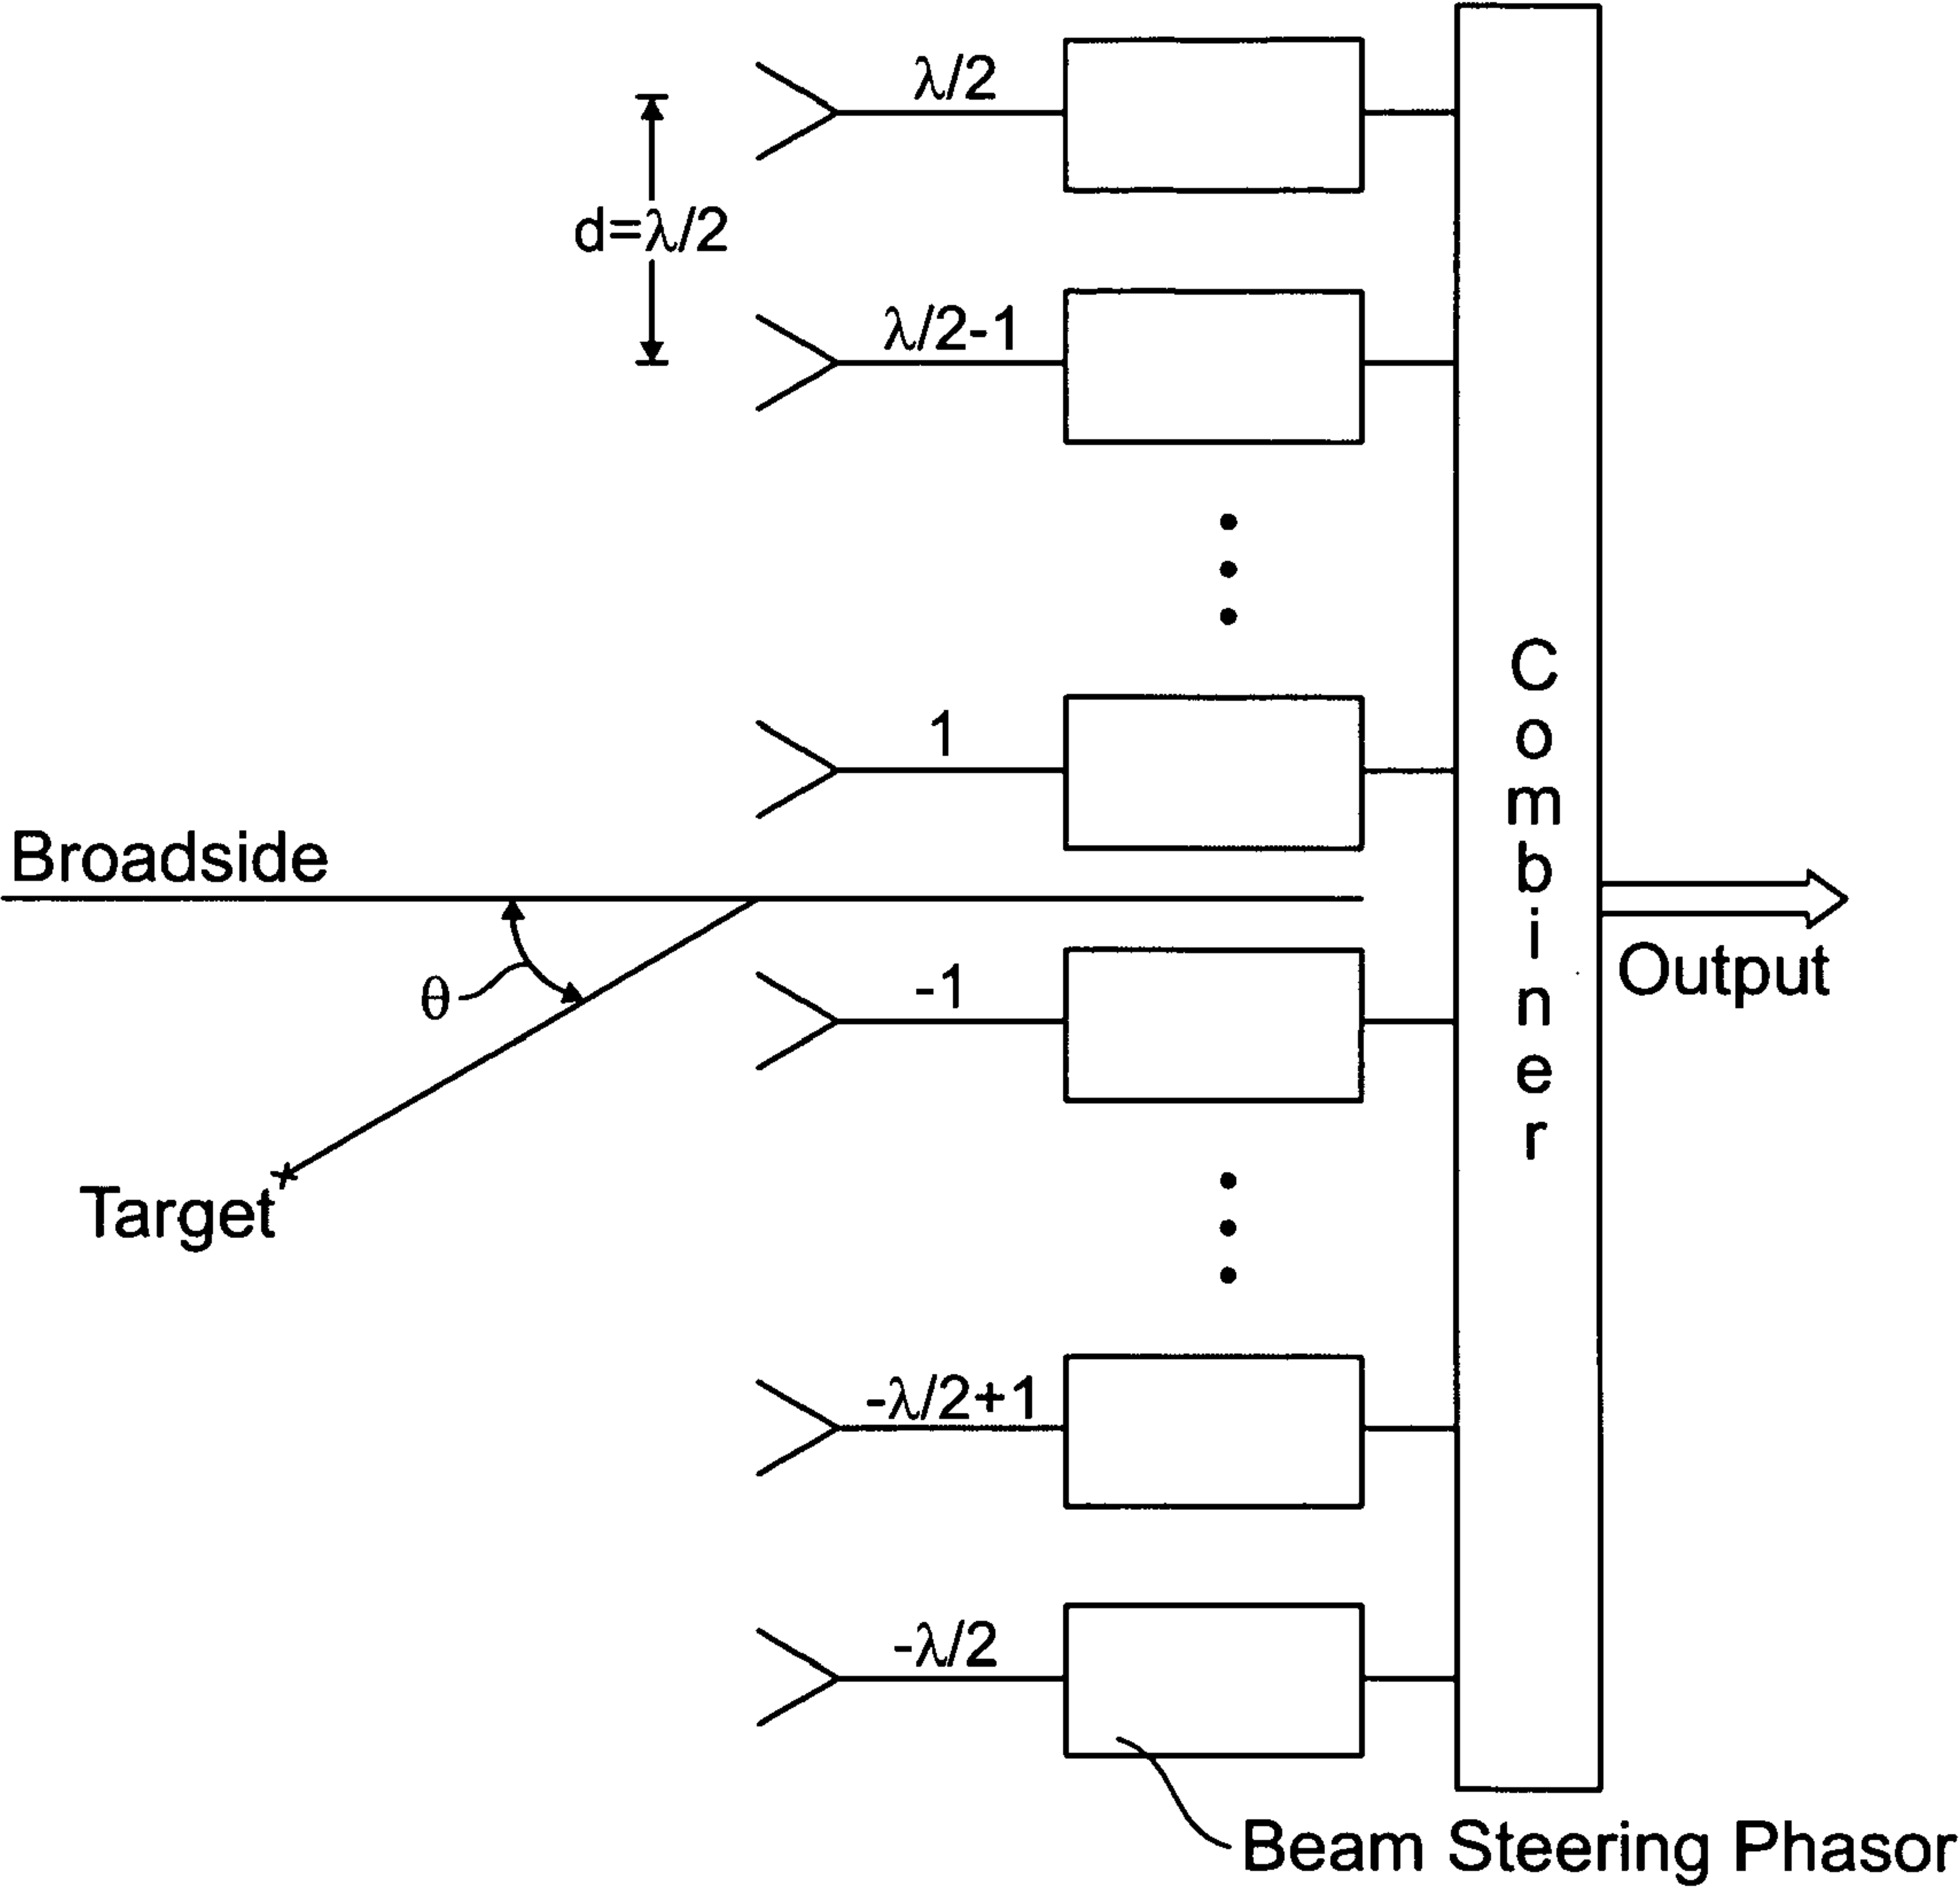 λ/2
d=λ/2
λ/2-1
1
Broadside
-1
θ
Target
Combiner
Output
-λ/2+1
-λ/2
Beam Steering Phasor